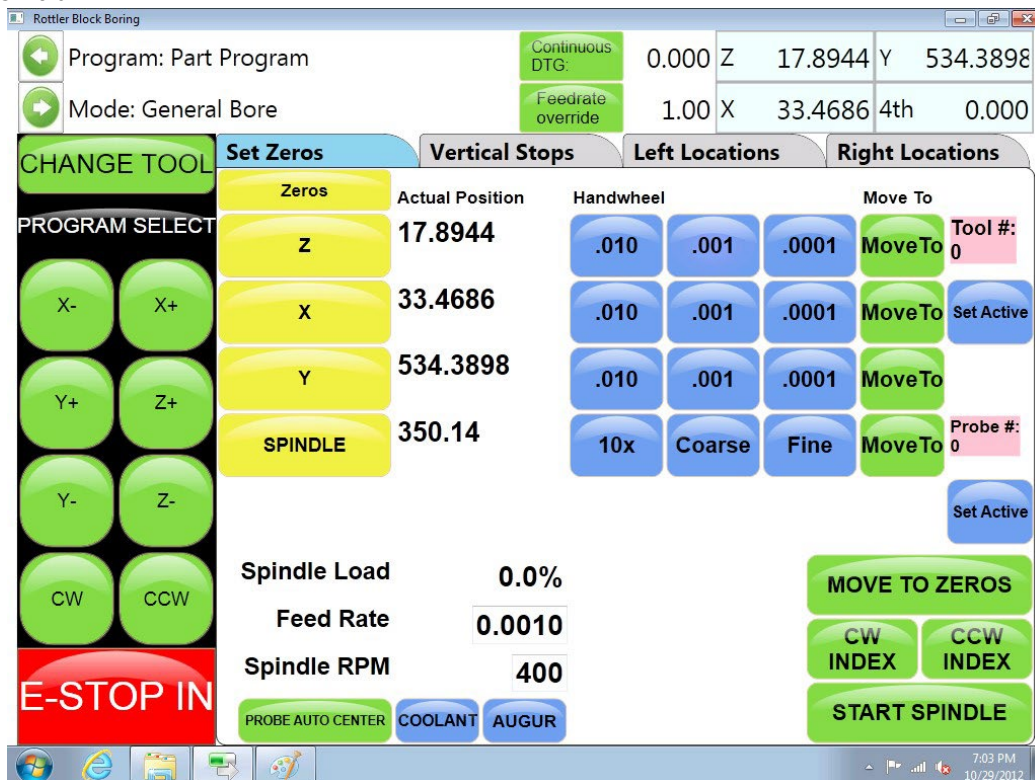 Rottler Block Boring
Program: Part Program
Continuous DTG:
0.000
Z
17.8944
Y
534.3898
Mode: General Bore
Feedrate override
1.00
X
33.4686
4th
0.000
CHANGE TOOL
PROGRAM SELECT
X-
X+
Y+
Z+
Y-
Z-
CW
CCW
E-STOP IN
Set Zeros
Vertical Stops
Left Locations
Right Locations
Zeros
Actual Position
Handwheel
Move To
Z
17.8944
.010
.001
.0001
MoveTo
Tool #:
0
X
33.4686
.010
.001
.0001
MoveTo
Set Active
Y
534.3898
.010
.001
.0001
MoveTo
SPINDLE
350.14
10x
Coarse
Fine
MoveTo
Probe #:
0
Set Active
Spindle Load
0.0%
Feed Rate
0.0010
Spindle RPM
400
PROBE AUTO CENTER
COOLANT
AUGUR
MOVE TO ZEROS
CW INDEX
CCW INDEX
START SPINDLE
7:03 PM
10/29/2012